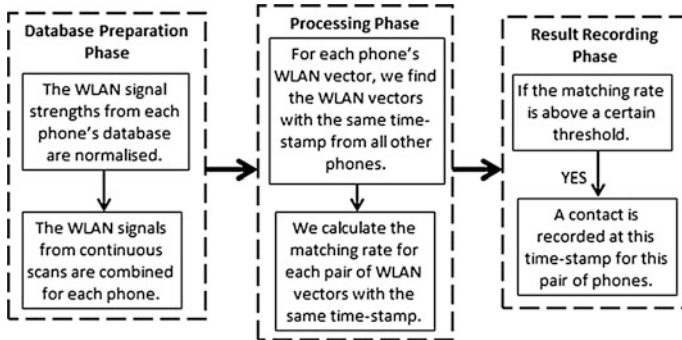 Database Preparation
Phase
The WLAN signal
strengths from each
phone's database
are normalised.
The WLAN signals
from continuous
scans are combined
for each phone.
Processing Phase
For each phone's
WLAN vector, we find
the WLAN vectors
with the same time-
stamp from all other
phones.
We calculate the
matching rate for
each pair of WLAN
vectors with the
same time-stamp.
Result Recording
Phase
If the matching rate
is above a certain
threshold.
YES
A contact is
recorded at this
time-stamp for this
pair of phones.